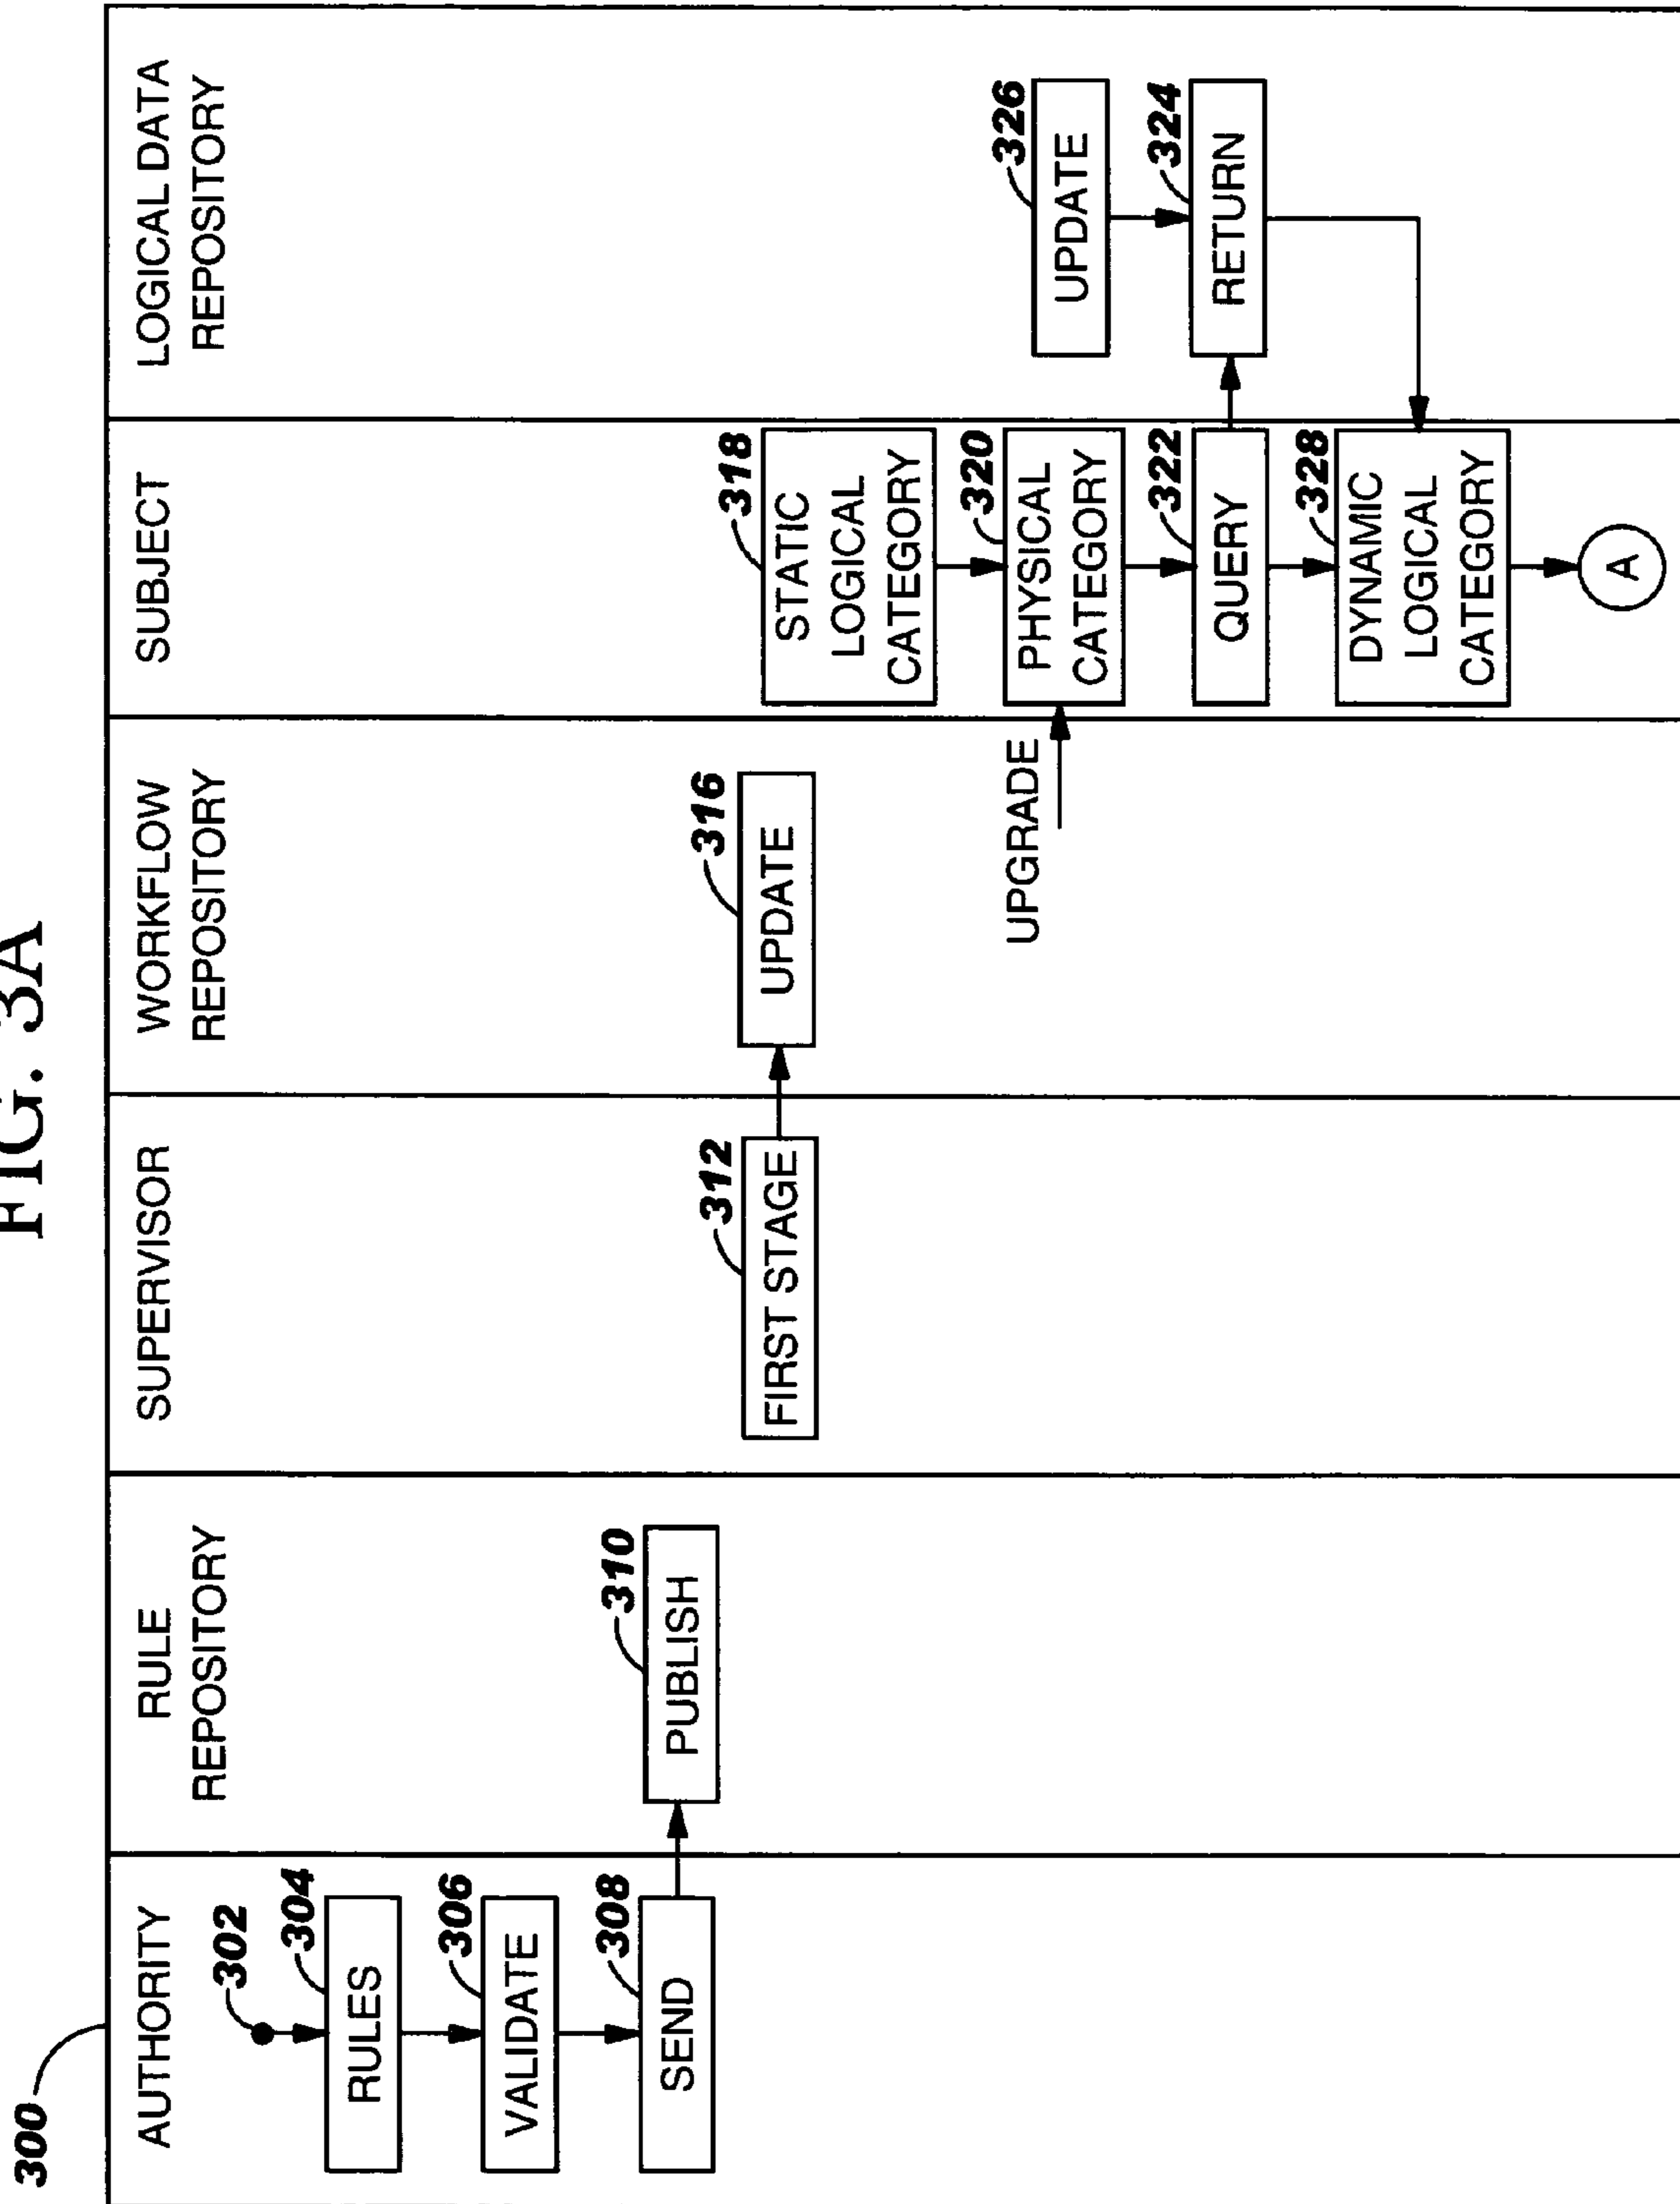 FIG. 3A
300
AUTHORITY
RULE
REPOSITORY
SUPERVISOR
WORKFLOW
REPOSITORY
SUBJECT
LOGICAL DATA
REPOSITORY
302
304
RULES
306
VALIDATE
308
SEND
310
PUBLISH
312
FIRST STAGE
316
UPDATE
318
STATIC
LOGICAL
CATEGORY
UPGRADE
320
PHYSICAL
CATEGORY
326
UPDATE
322
QUERY
324
RETURN
328
DYNAMIC
LOGICAL
CATEGORY
A